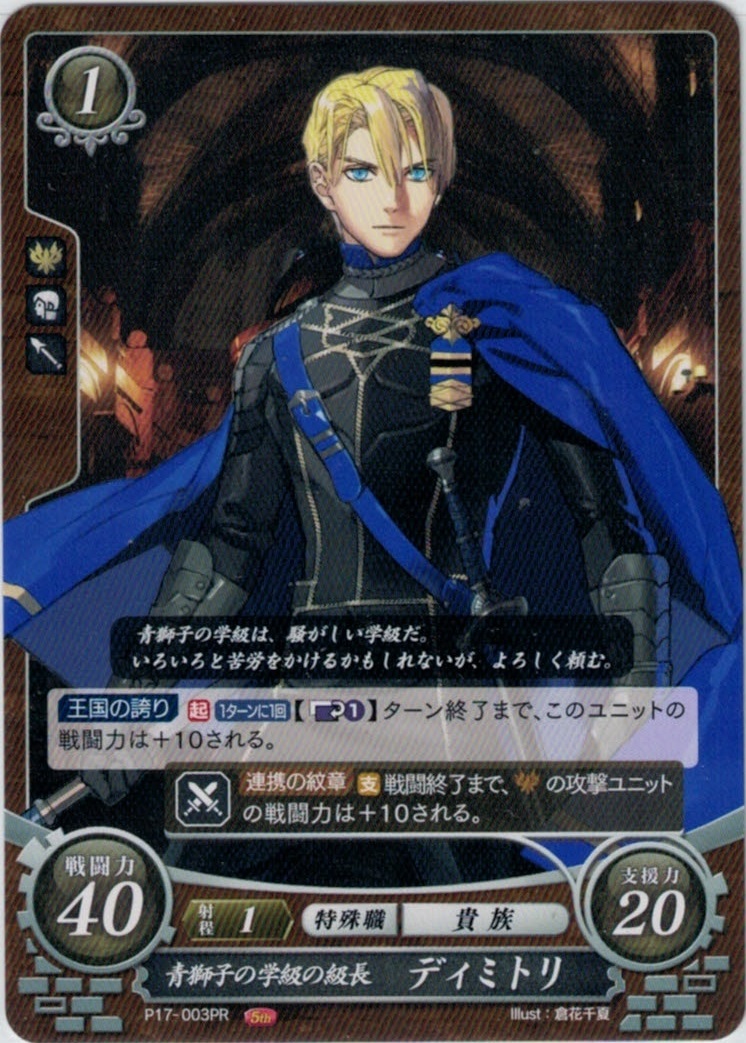 1
青獅子の学級は、騒がしい学級だ。
いろいろと苦労をかけるかもしれないが、よろしく頼む。
王国の誇り 起 1ターンに1回【1】ターン終了まで、このユニットの
戦闘力は+10される。
連携の紋章 支 戦闘終了まで、の攻撃ユニット
の戦闘力は+10される。
戦闘力
40
射程 1
特殊職 貴族
支援力
20
青獅子の学級の級長 ディミトリ
P17-003PR 5th Illust:倉花千夏